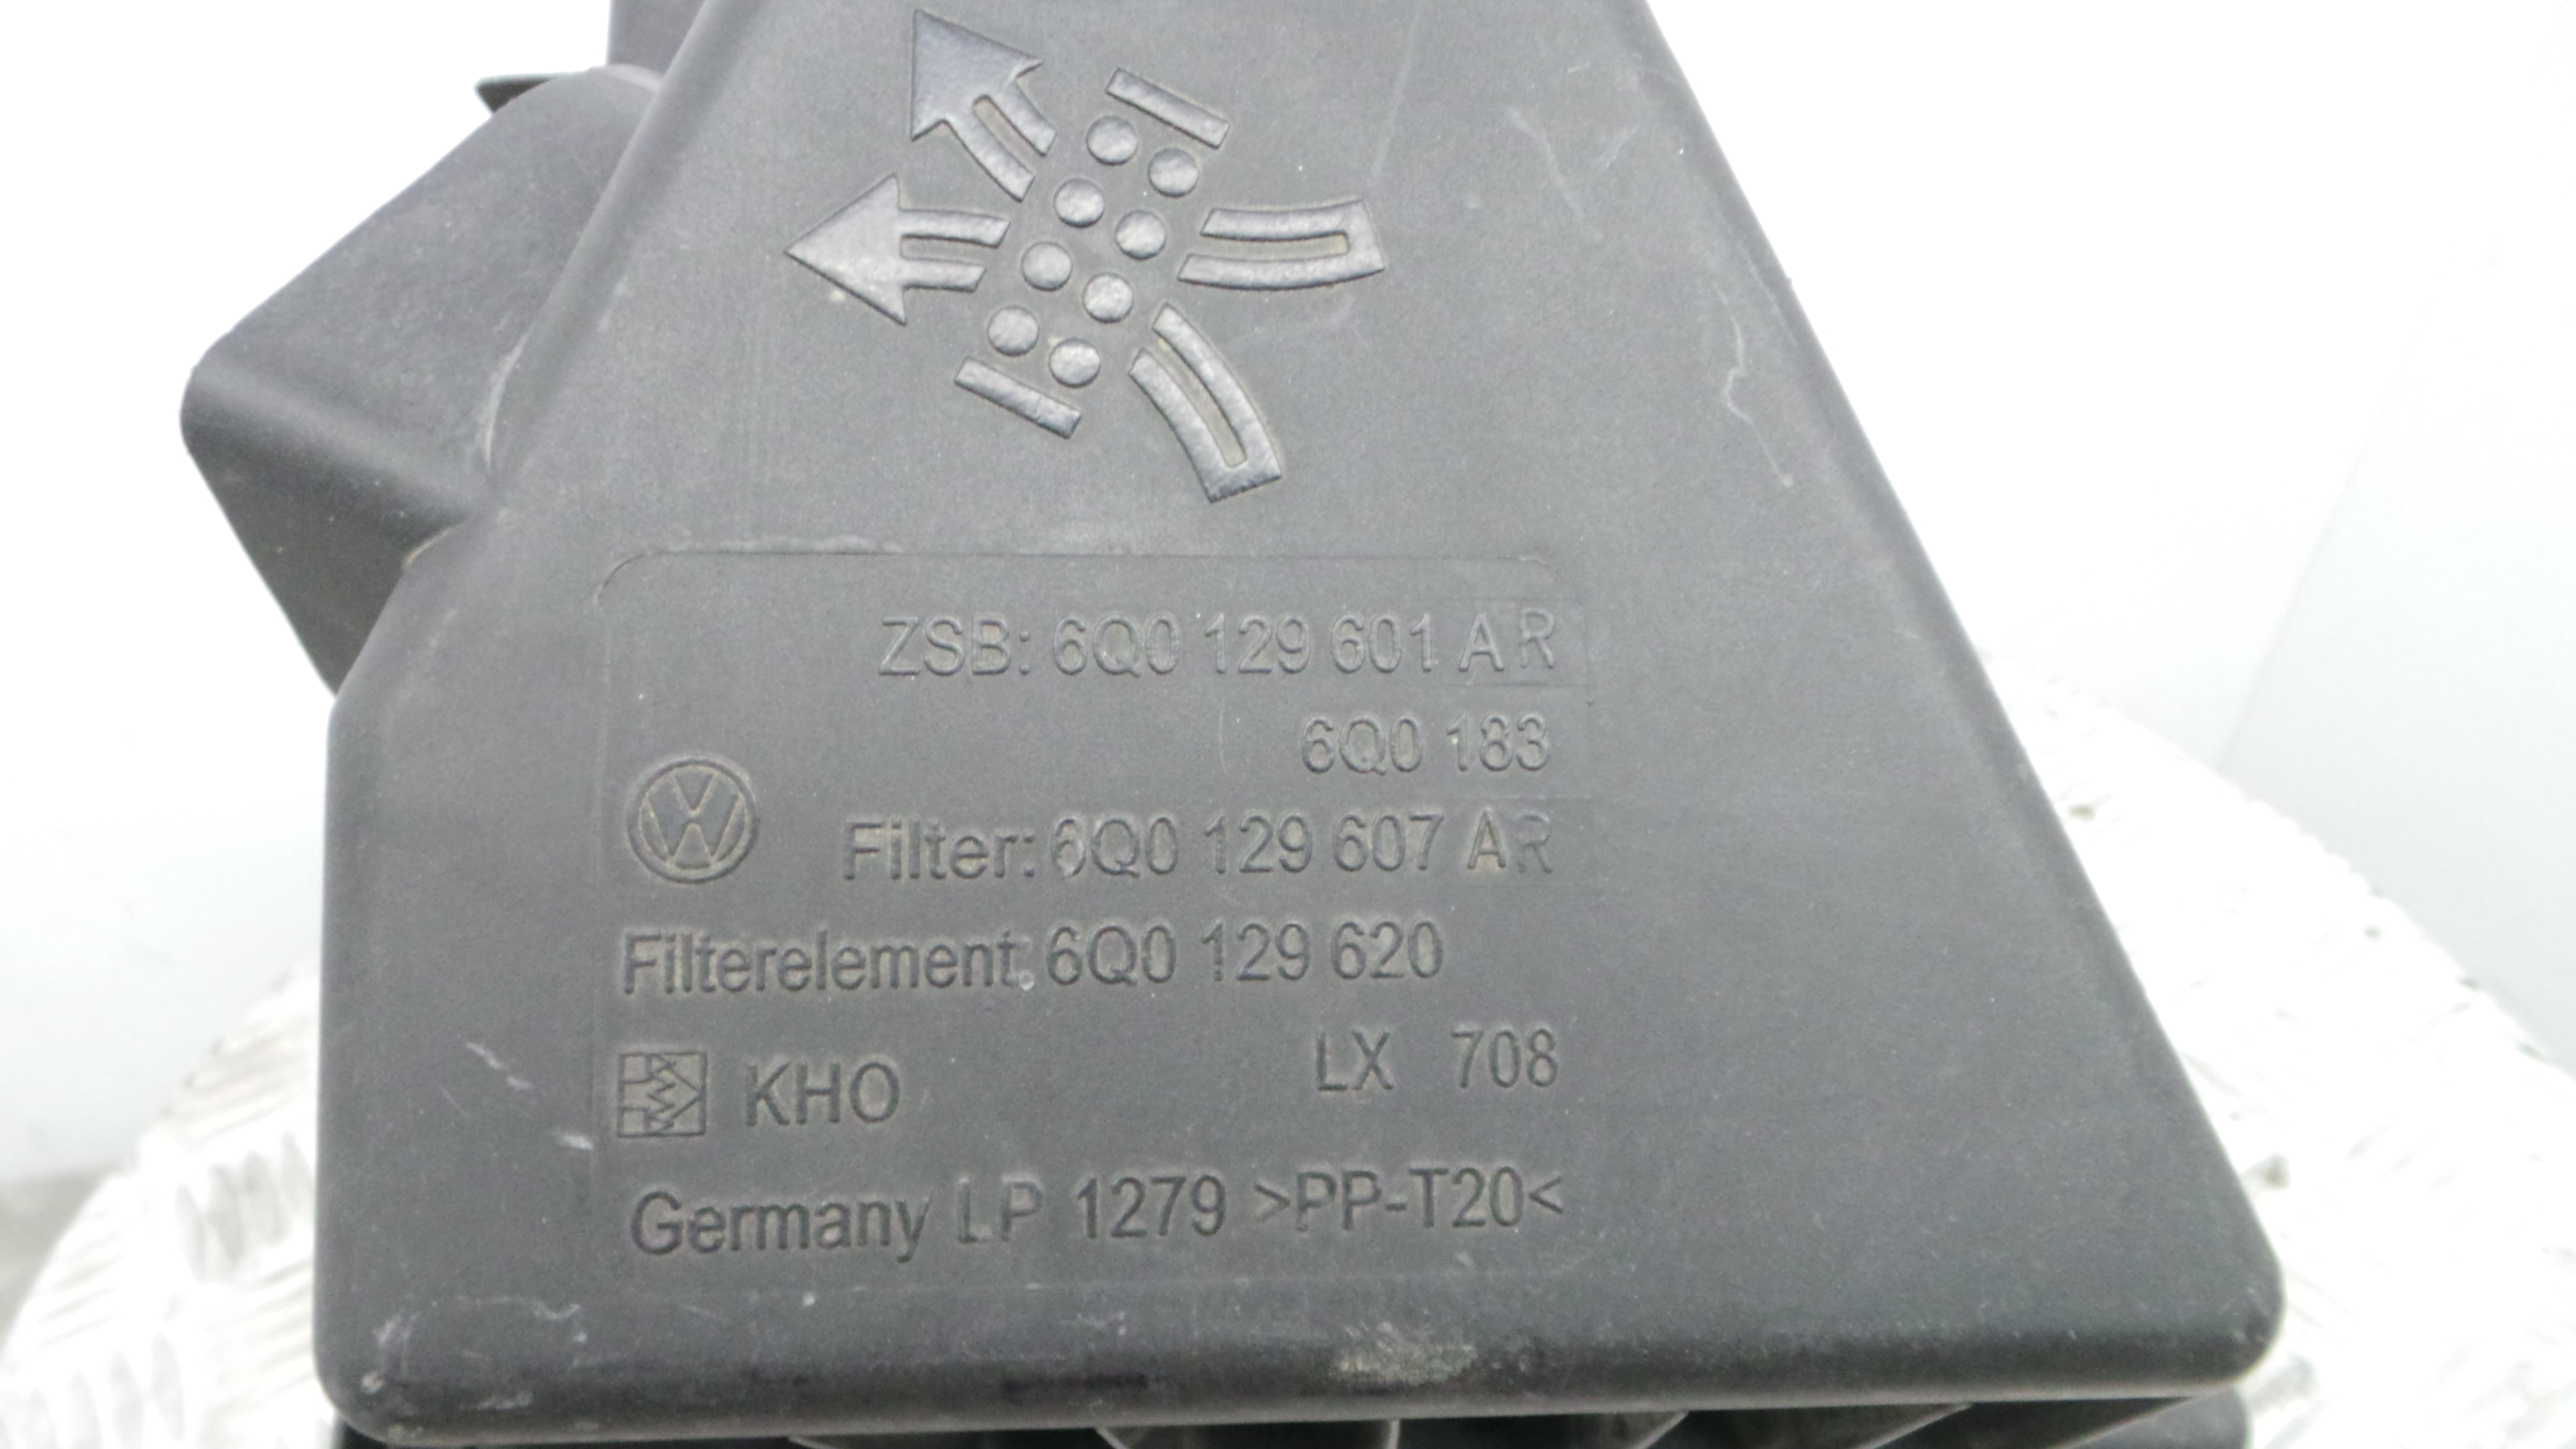 ZSB: 6Q0 129 601 AR
6Q0 183
Filter: 6Q0 129 607 AR
Filterelement: 6Q0 129 620
KHO LX 708
Germany LP 1279 >PP-T20<